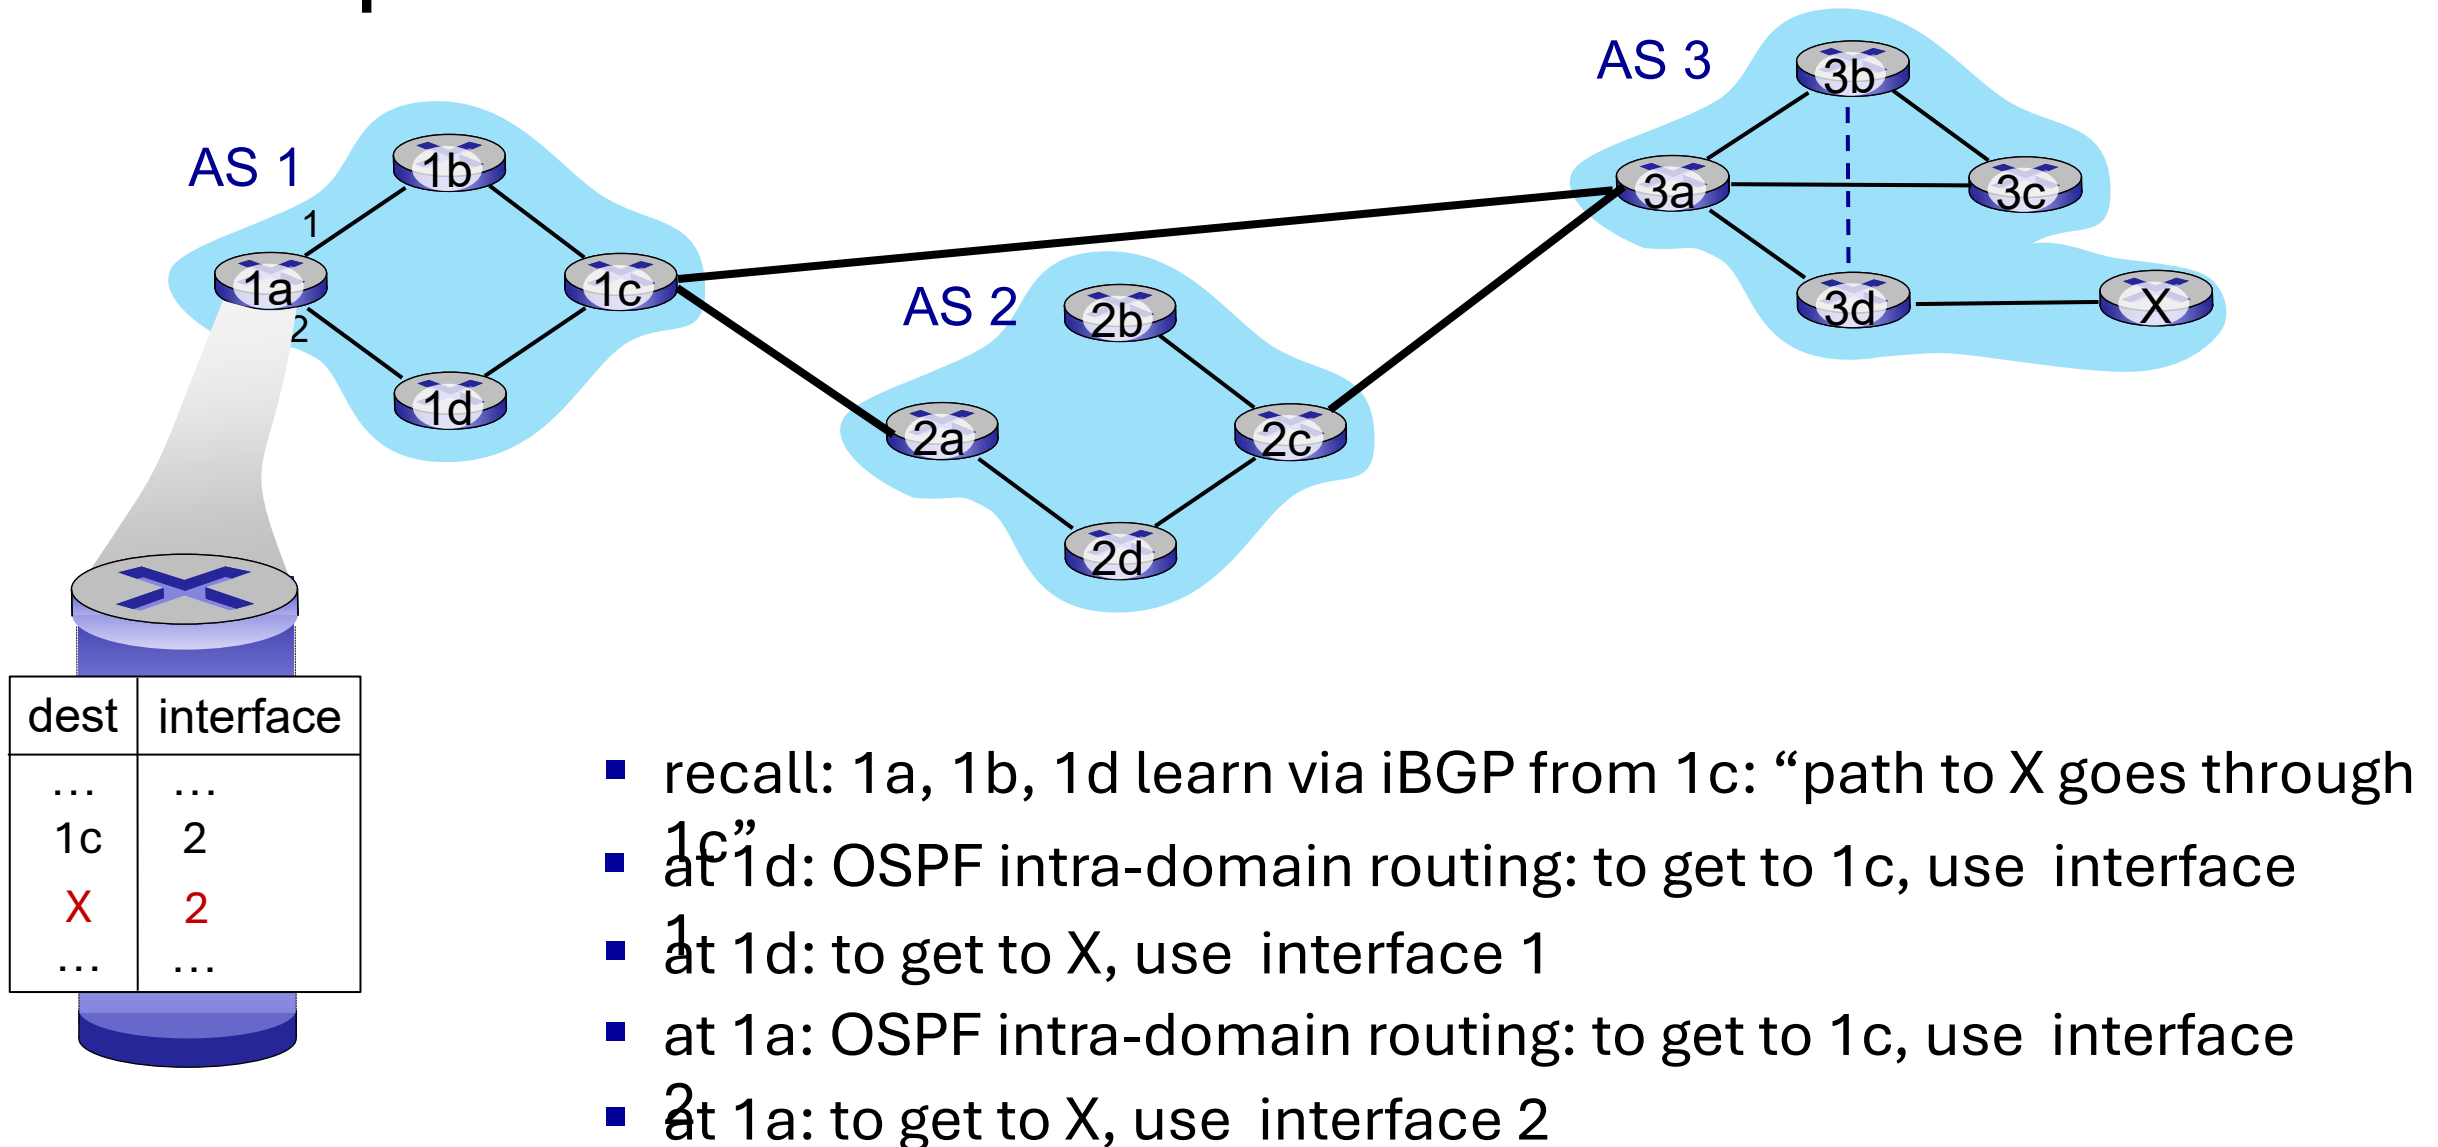 AS 3
3b
AS 1
1b
3a
3c
1
1a
1c
AS 2
2b
3d
X
2
1d
2a
2c
2d
dest interface
... ...
1c 2
X 2
... ...
recall: 1a, 1b, 1d learn via iBGP from 1c: “path to X goes through
1c”
at 1d: OSPF intra-domain routing: to get to 1c, use interface
1
at 1d: to get to X, use interface 1
at 1a: OSPF intra-domain routing: to get to 1c, use interface
2
at 1a: to get to X, use interface 2